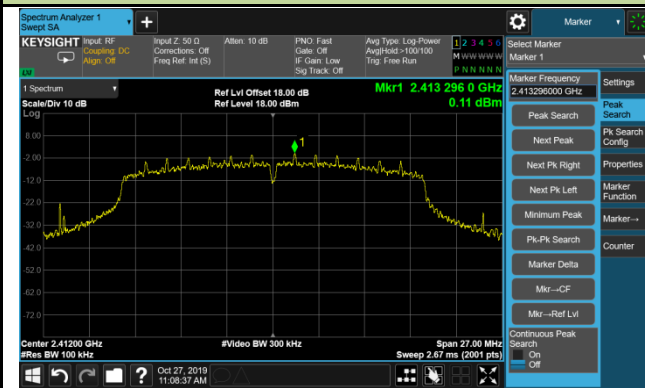 Spectrum Analyzer 1
Swept SA
+
Marker
KEYSIGHT
Input: RF
Coupling: DC
Align: Off
Input Z: 50 Ω
Corrections: Off
Freq Ref: Int (S)
Atten: 10 dB
PNO: Fast
Gate: Off
IF Gain: Low
Sig Track: Off
Avg Type: Log-Power
Avg|Hold:>100/100
Trig: Free Run
1 2 3 4 5 6
M W W W W W
P N N N N N
Select Marker
Marker 1
1 Spectrum
Scale/Div 10 dB
Log
Ref Lvl Offset 18.00 dB
Ref Level 18.00 dBm
Mkr1 2.413 296 0 GHz
0.11 dBm
1
8.00
-2.00
-12.0
-22.0
-32.0
-42.0
-52.0
-62.0
-72.0
Center 2.41200 GHz
#Res BW 100 kHz
#Video BW 300 kHz
Span 27.00 MHz
Sweep 2.67 ms (2001 pts)
Marker Frequency
2.413296000 GHz
Peak Search
Next Peak
Next Pk Right
Next Pk Left
Minimum Peak
Pk-Pk Search
Marker Delta
Mkr→CF
Mkr→Ref Lvl
Continuous Peak
Search
On
Off
Settings
Peak
Search
Pk Search
Config
Properties
Marker
Function
Marker→
Counter
?
Oct 27, 2019
11:08:37 AM